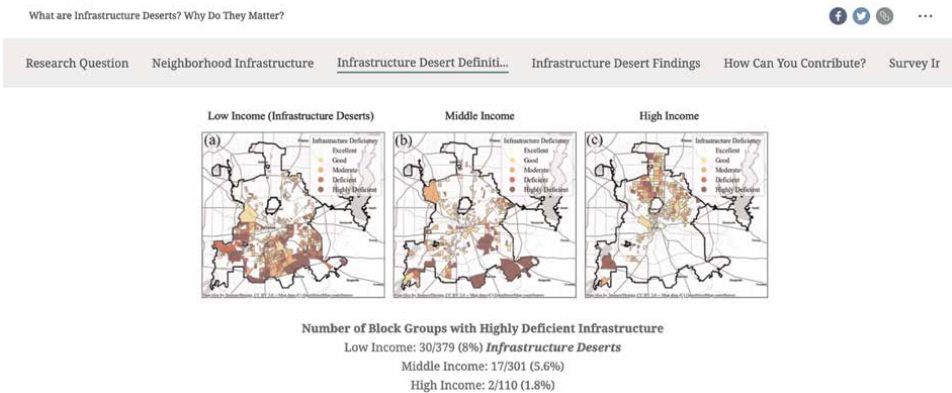 What are Infrastructure Deserts? Why Do They Matter?
Research Question Neighborhood Infrastructure Infrastructure Desert Definiti... Infrastructure Desert Findings How Can You Contribute? Survey Ir
Low Income (Infrastructure Deserts) Middle Income High Income
(a) Infrastructure Deficiency
Excellent
Good
Moderate
Deficient
Highly Deficient
(b) Infrastructure Deficiency
Excellent
Good
Moderate
Deficient
Highly Deficient
(c) Infrastructure Deficiency
Excellent
Good
Moderate
Deficient
Highly Deficient
Number of Block Groups with Highly Deficient Infrastructure
Low Income: 30/379 (8%) Infrastructure Deserts
Middle Income: 17/301 (5.6%)
High Income: 2/110 (1.8%)